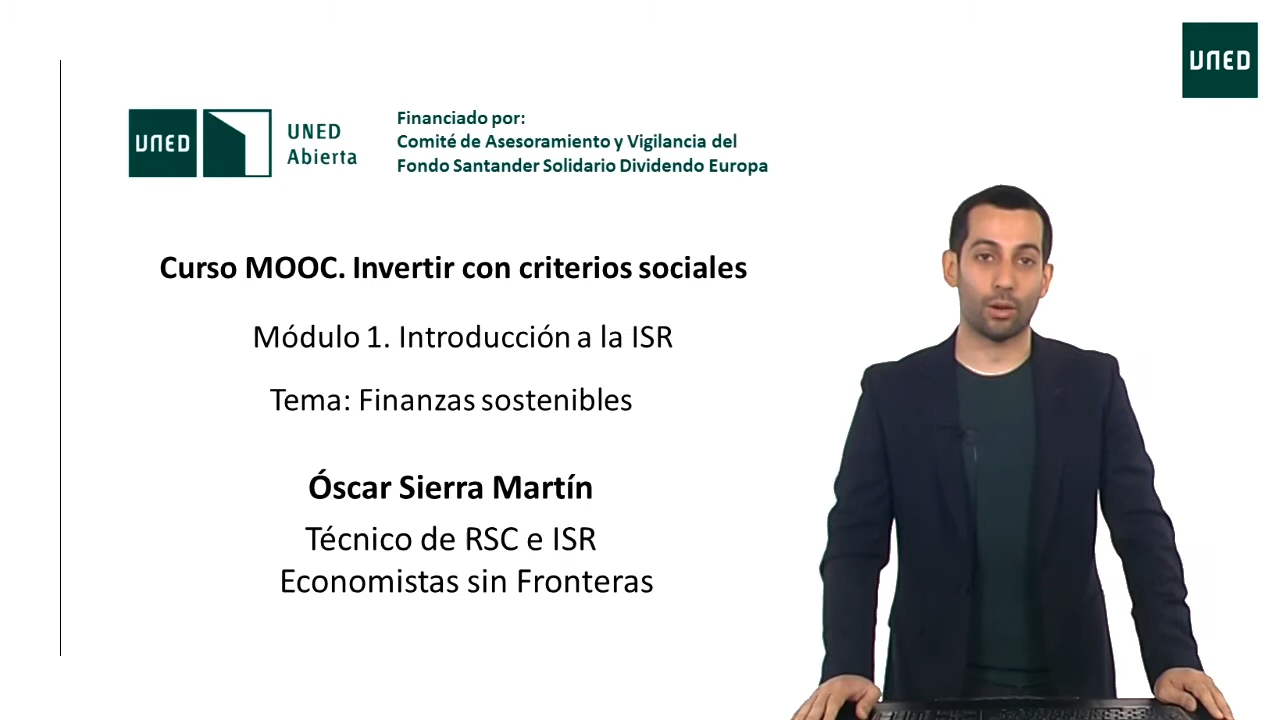 UNED
UNED
UNED
Abierta
Financiado por:
Comité de Asesoramiento y Vigilancia del
Fondo Santander Solidario Dividendo Europa
Curso MOOC. Invertir con criterios sociales
Módulo 1. Introducción a la ISR
Tema: Finanzas sostenibles
Óscar Sierra Martín
Técnico de RSC e ISR
Economistas sin Fronteras